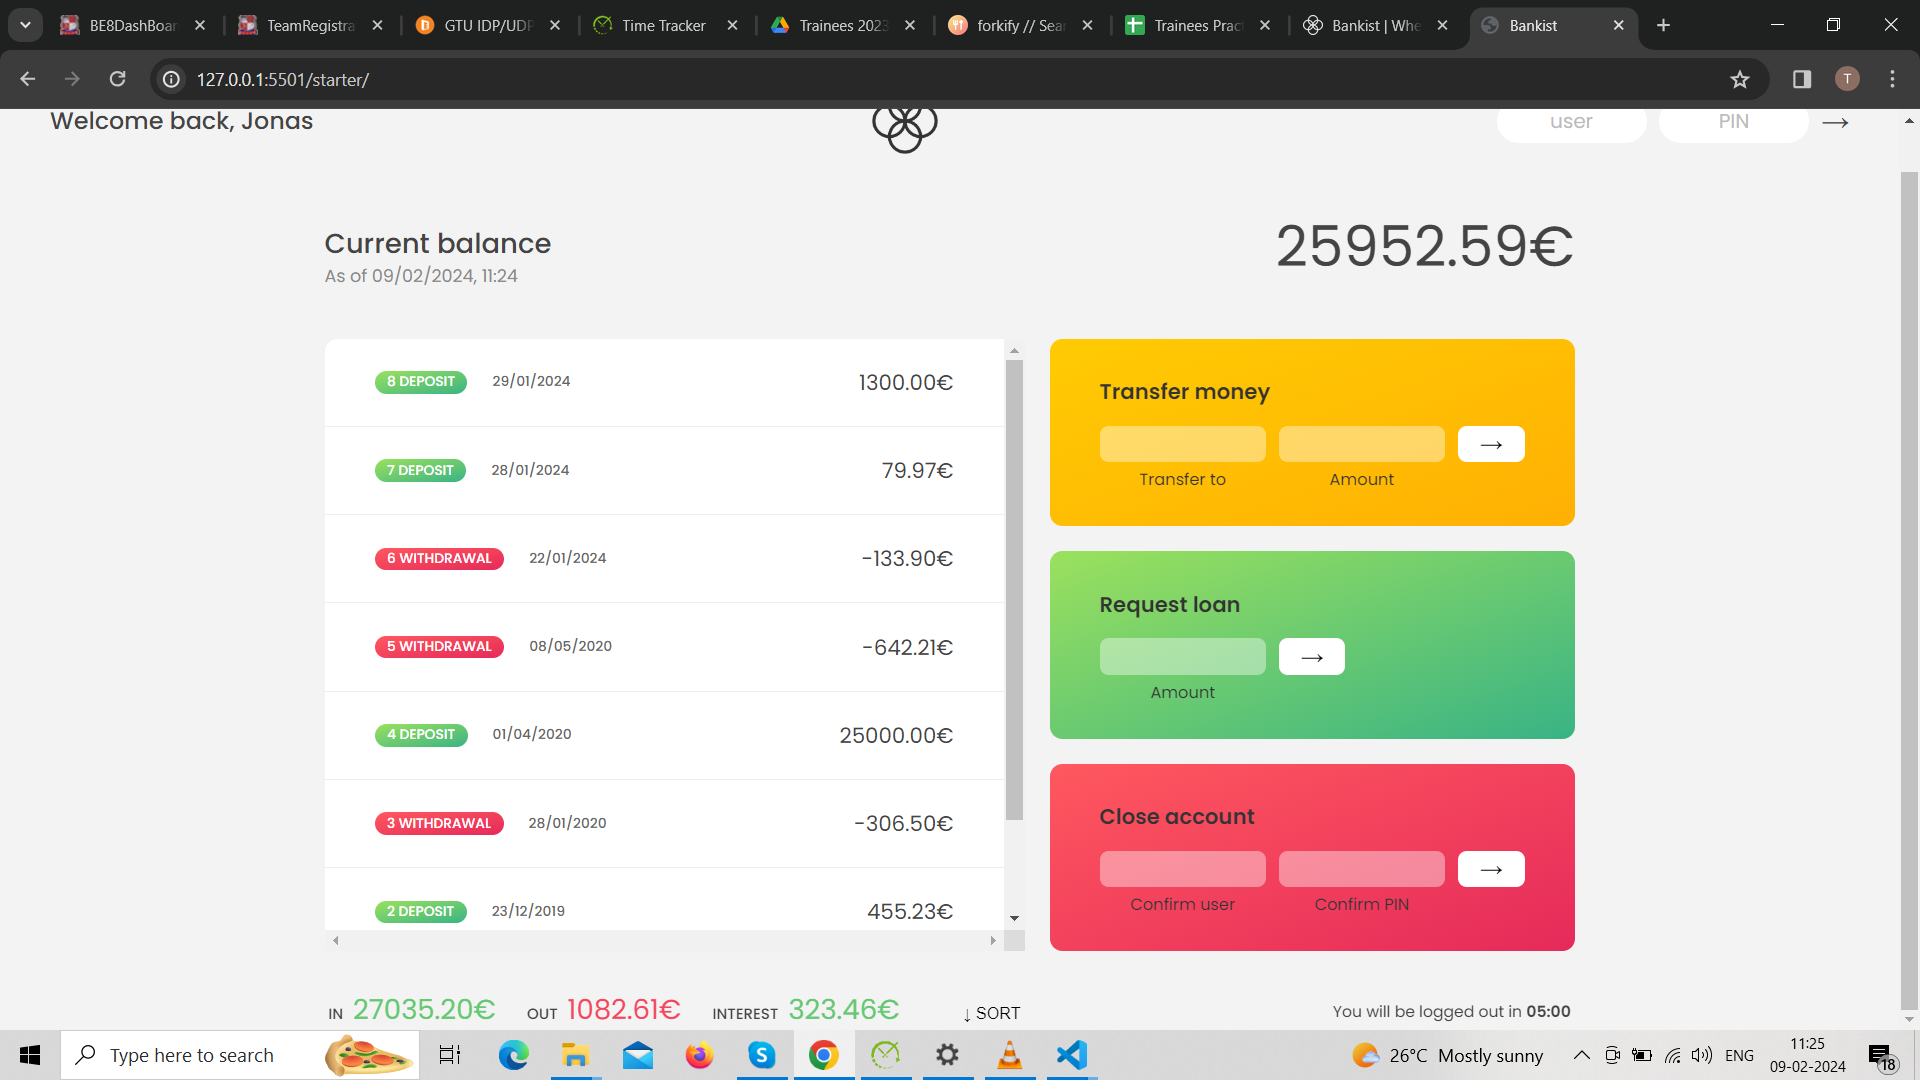 BE8DashBoar
TeamRegistra
GTU IDP/UDP
Time Tracker
Trainees 2023
forkify // Sear
Trainees Pract
Bankist | Whe
Bankist
127.0.0.1:5501/starter/
T
Welcome back, Jonas
user
PIN
→
Current balance
As of 09/02/2024, 11:24
25952.59€
8 DEPOSIT 29/01/2024 1300.00€
7 DEPOSIT 28/01/2024 79.97€
6 WITHDRAWAL 22/01/2024 -133.90€
5 WITHDRAWAL 08/05/2020 -642.21€
4 DEPOSIT 01/04/2020 25000.00€
3 WITHDRAWAL 28/01/2020 -306.50€
2 DEPOSIT 23/12/2019 455.23€
Transfer money
→
Transfer to Amount
Request loan
→
Amount
Close account
→
Confirm user Confirm PIN
IN 27035.20€ OUT 1082.61€ INTEREST 323.46€ ↓ SORT
You will be logged out in 05:00
Type here to search
26°C Mostly sunny
ENG
11:25
09-02-2024
18